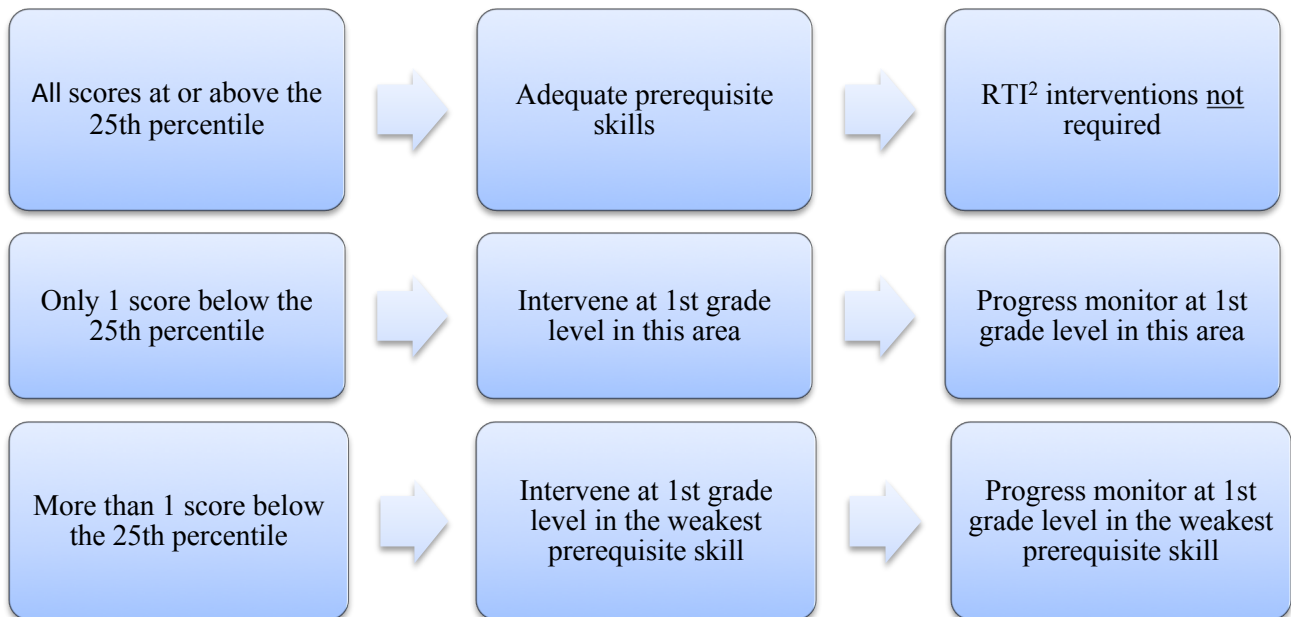 All scores at or above the
25th percentile
Adequate prerequisite
skills
RTI² interventions not
required
Only 1 score below the
25th percentile
Intervene at 1st grade
level in this area
Progress monitor at 1st
grade level in this area
More than 1 score below
the 25th percentile
Intervene at 1st grade
level in the weakest
prerequisite skill
Progress monitor at 1st
grade level in the weakest
prerequisite skill